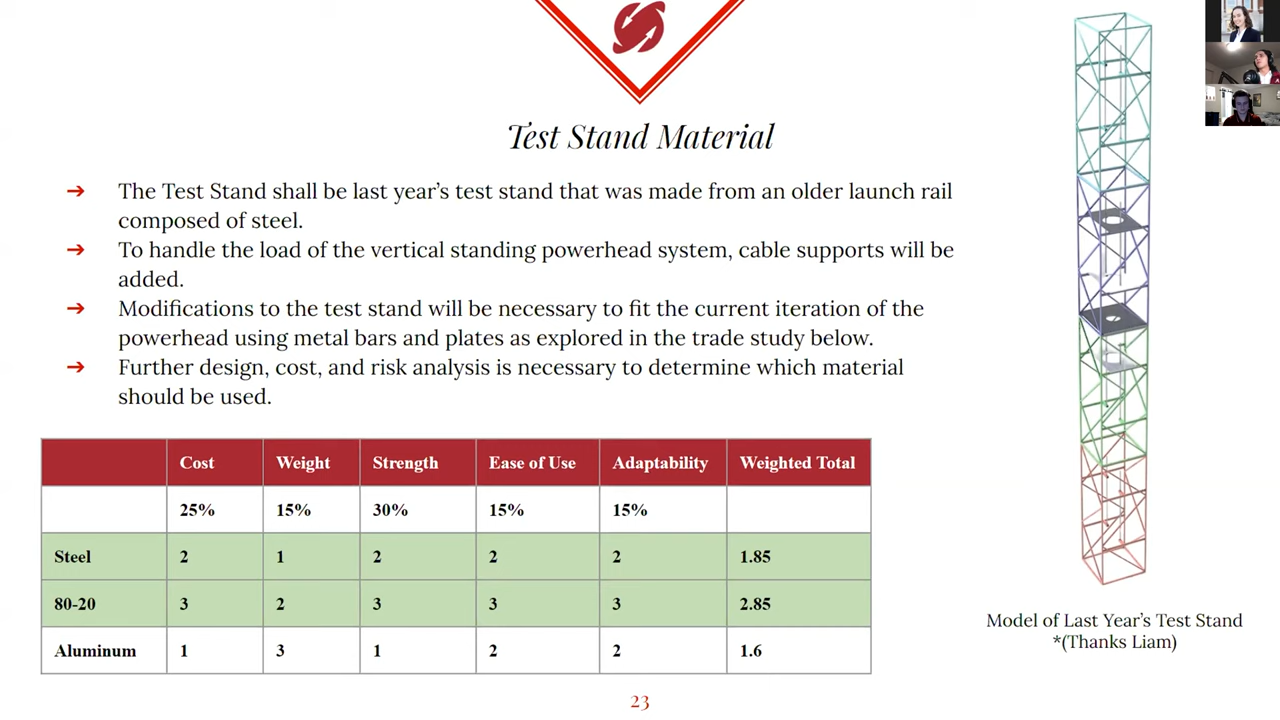 Test Stand Material
➔ The Test Stand shall be last year's test stand that was made from an older launch rail
composed of steel.
➔ To handle the load of the vertical standing powerhead system, cable supports will be
added.
➔ Modifications to the test stand will be necessary to fit the current iteration of the
powerhead using metal bars and plates as explored in the trade study below.
➔ Further design, cost, and risk analysis is necessary to determine which material
should be used.
Cost Weight Strength Ease of Use Adaptability Weighted Total
25% 15% 30% 15% 15%
Steel 2 1 2 2 2 1.85
80-20 3 2 3 3 3 2.85
Aluminum 1 3 1 2 2 1.6
Model of Last Year's Test Stand
*(Thanks Liam)
23